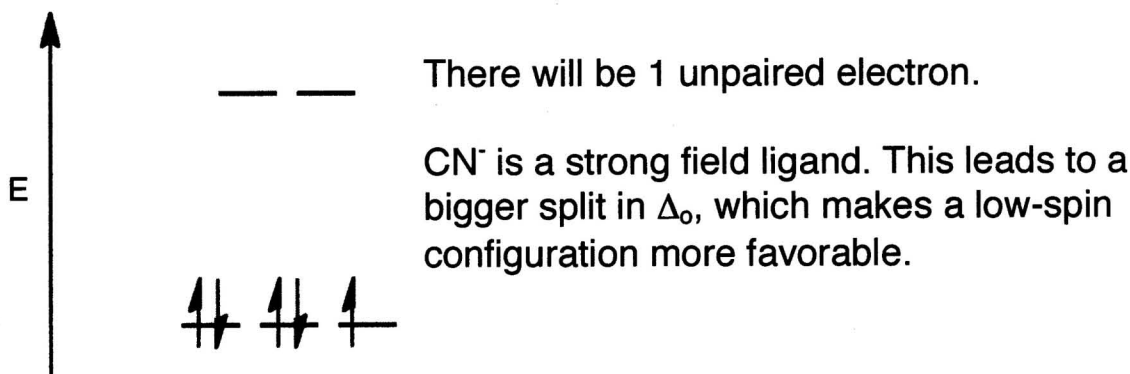 There will be 1 unpaired electron.
CN⁻ is a strong field ligand. This leads to a
E
bigger split in Δₒ, which makes a low-spin
configuration more favorable.